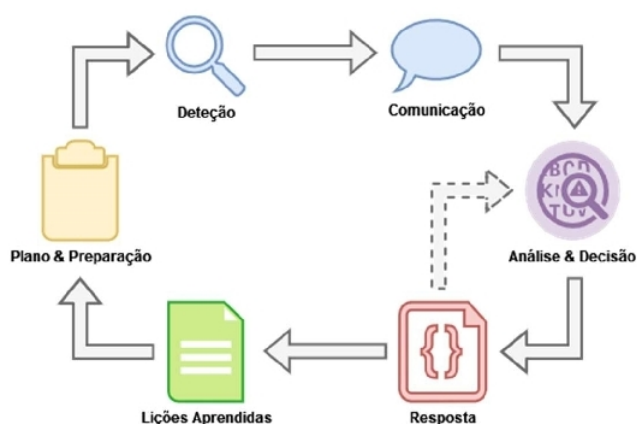 Deteção
Comunicação
Plano & Preparação
Análise & Decisão
Lições Aprendidas
Resposta